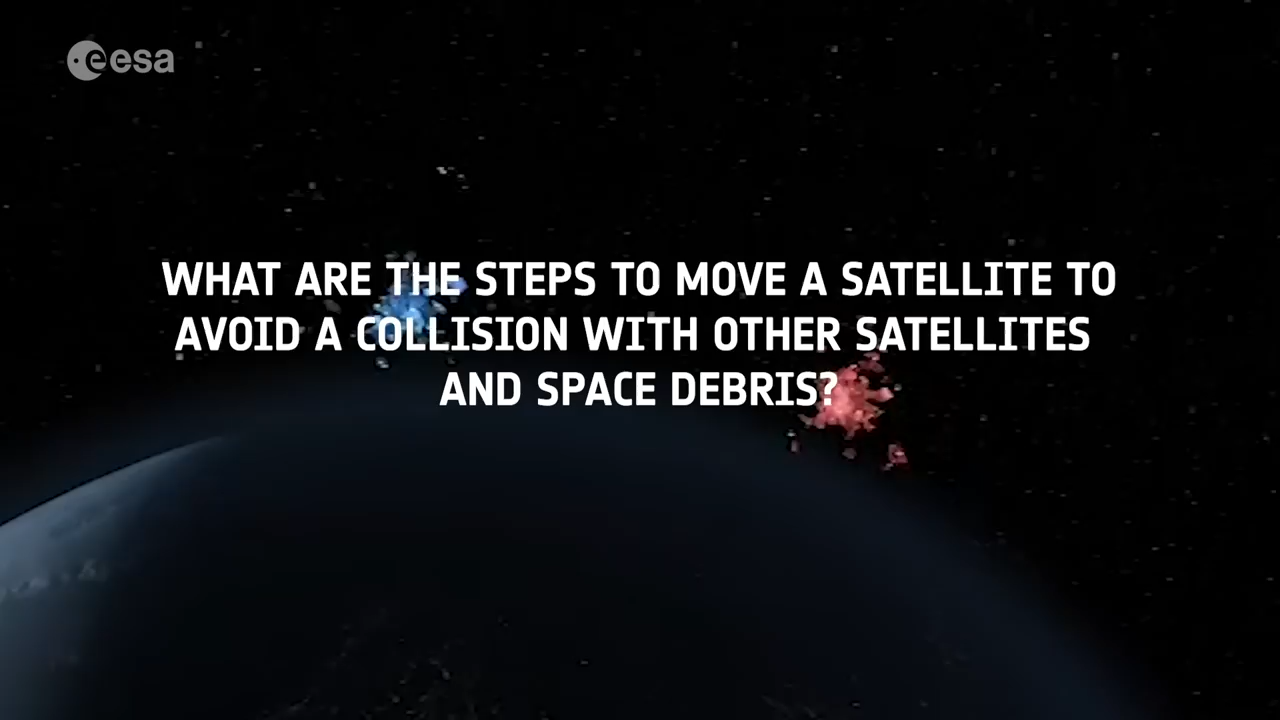 esa
WHAT ARE THE STEPS TO MOVE A SATELLITE TO
AVOID A COLLISION WITH OTHER SATELLITES
AND SPACE DEBRIS?